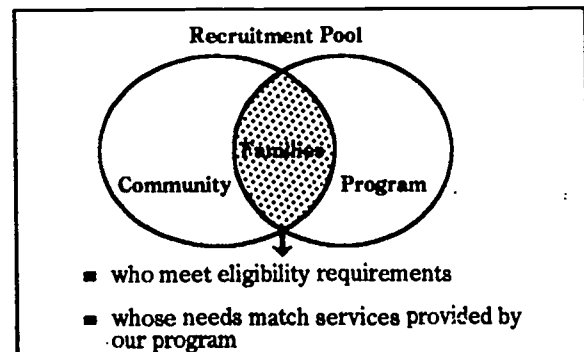 Recruitment Pool
Families
Community Program
▪ who meet eligibility requirements
▪ whose needs match services provided by
our program